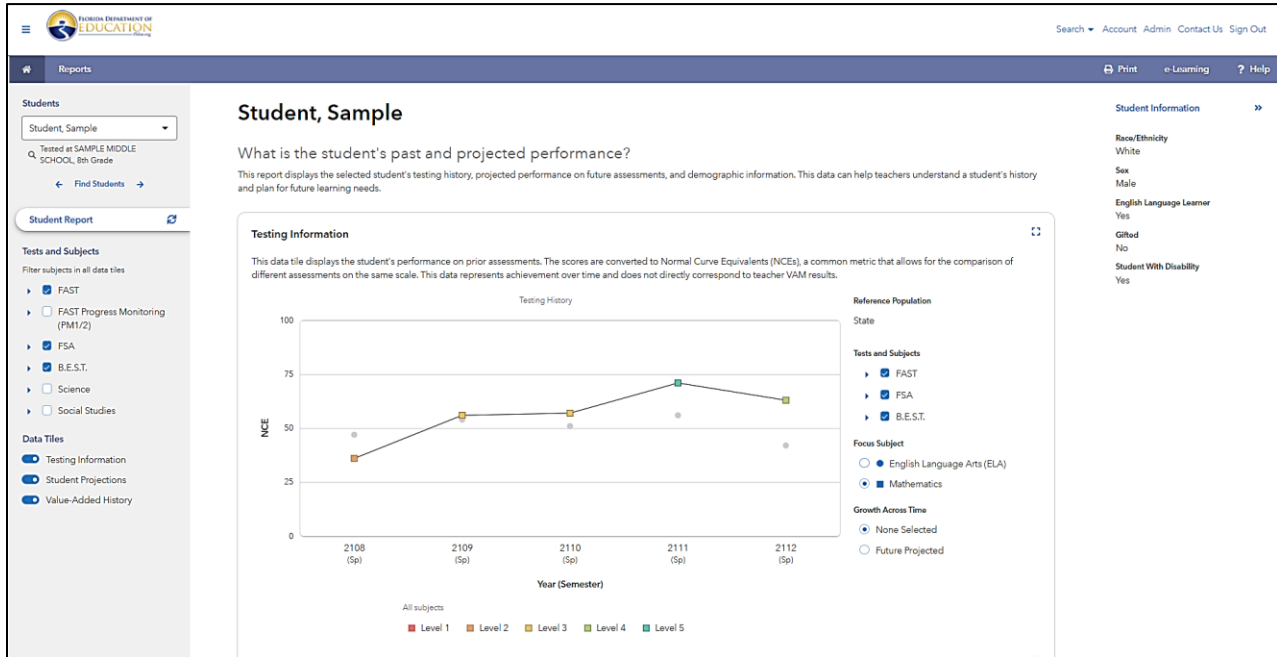 FLORIDA DEPARTMENT OF
EDUCATION
fldoe.org
Search Account Admin Contact Us Sign Out
Reports
Print e-Learning ? Help
Students
Student, Sample
Tested at SAMPLE MIDDLE
SCHOOL, 8th Grade
← Find Students →
Student Report
Tests and Subjects
Filter subjects in all data tiles
FAST
FAST Progress Monitoring
(PM1/2)
FSA
B.E.S.T.
Science
Social Studies
Data Tiles
Testing Information
Student Projections
Value-Added History
Student, Sample
What is the student's past and projected performance?
This report displays the selected student's testing history, projected performance on future assessments, and demographic information. This data can help teachers understand a student's history
and plan for future learning needs.
Testing Information
This data tile displays the student's performance on prior assessments. The scores are converted to Normal Curve Equivalents (NCEs), a common metric that allows for the comparison of
different assessments on the same scale. This data represents achievement over time and does not directly correspond to teacher VAM results.
Testing History
100
75
50
25
0
NCE
2108 2109 2110 2111 2112
(Sp) (Sp) (Sp) (Sp) (Sp)
Year (Semester)
All subjects
Level 1 Level 2 Level 3 Level 4 Level 5
Reference Population
State
Tests and Subjects
FAST
FSA
B.E.S.T.
Focus Subject
English Language Arts (ELA)
Mathematics
Growth Across Time
None Selected
Future Projected
Student Information »
Race/Ethnicity
White
Sex
Male
English Language Learner
Yes
Gifted
No
Student With Disability
Yes